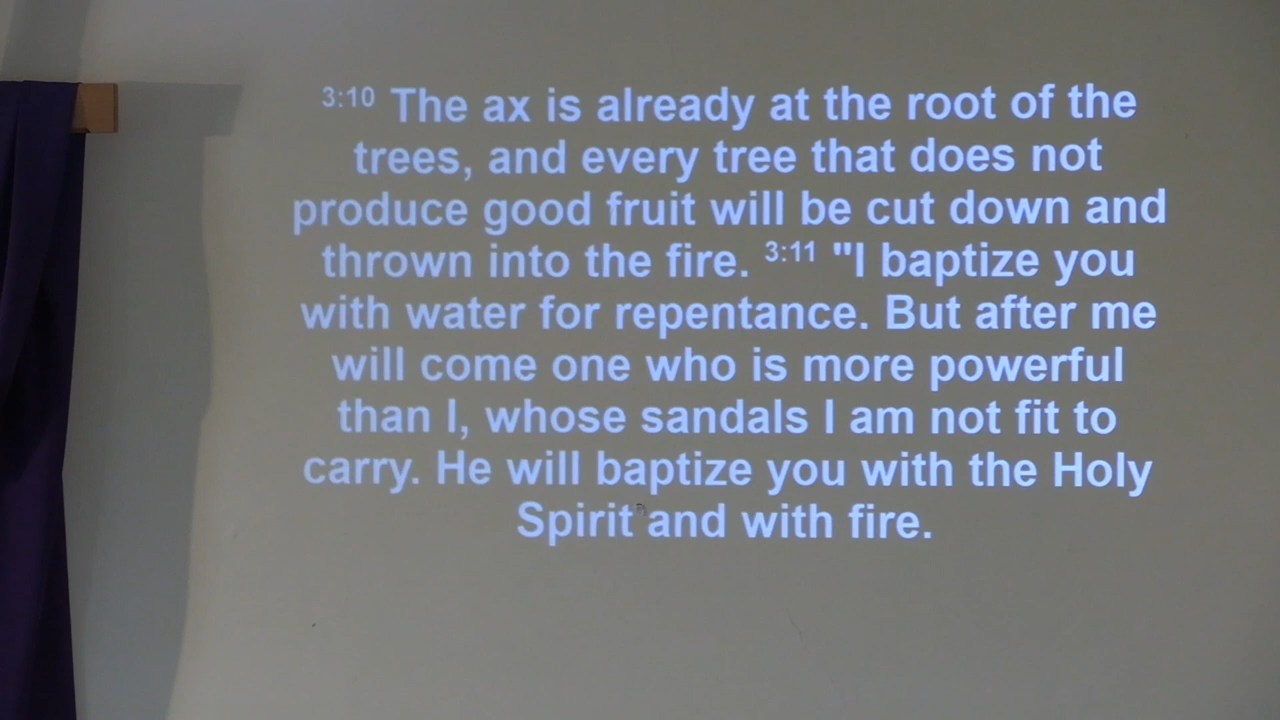 3:10 The ax is already at the root of the
trees, and every tree that does not
produce good fruit will be cut down and
thrown into the fire. 3:11 "I baptize you
with water for repentance. But after me
will come one who is more powerful
than I, whose sandals I am not fit to
carry. He will baptize you with the Holy
Spirit and with fire.